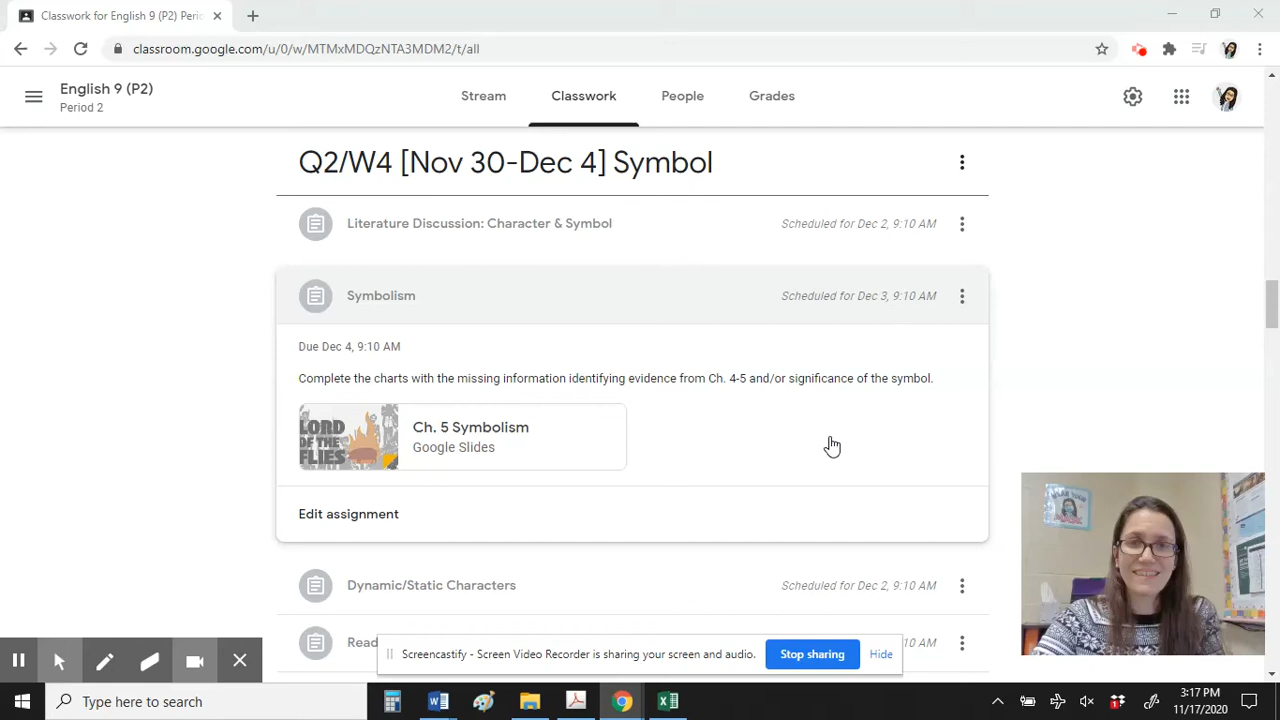 Classwork for English 9 (P2) Peri
classroom.google.com/u/0/w/MTMxMDQzNTA3MDM2/t/all
English 9 (P2)
Period 2
Stream
Classwork
People
Grades
Q2/W4 [Nov 30-Dec 4] Symbol
Literature Discussion: Character & Symbol
Scheduled for Dec 2, 9:10 AM
Symbolism
Scheduled for Dec 3, 9:10 AM
Due Dec 4, 9:10 AM
Complete the charts with the missing information identifying evidence from Ch. 4-5 and/or significance of the symbol.
LORD
OF THE
FLIES
Ch. 5 Symbolism
Google Slides
Edit assignment
Dynamic/Static Characters
Scheduled for Dec 2, 9:10 AM
Read
10 AM
Screencastify - Screen Video Recorder is sharing your screen and audio.
Stop sharing
Hide
Type here to search
3:17 PM
11/17/2020